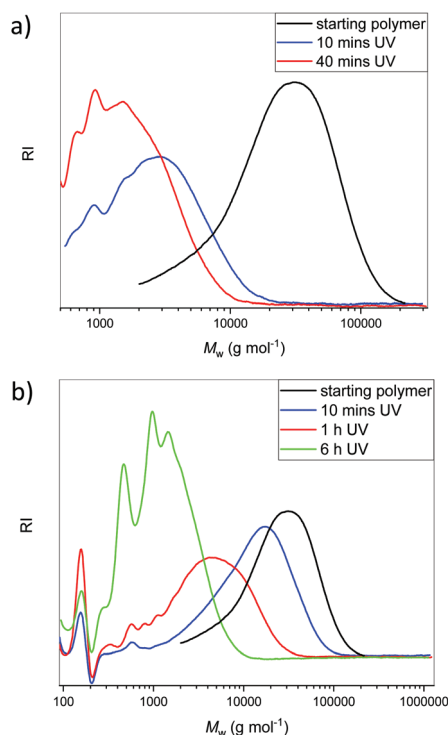 a)
starting polymer
10 mins UV
40 mins UV
RI
1000 10000 100000
Mw (g mol-1)
b)
starting polymer
10 mins UV
1 h UV
6 h UV
RI
100 1000 10000 100000 1000000
Mw (g mol-1)